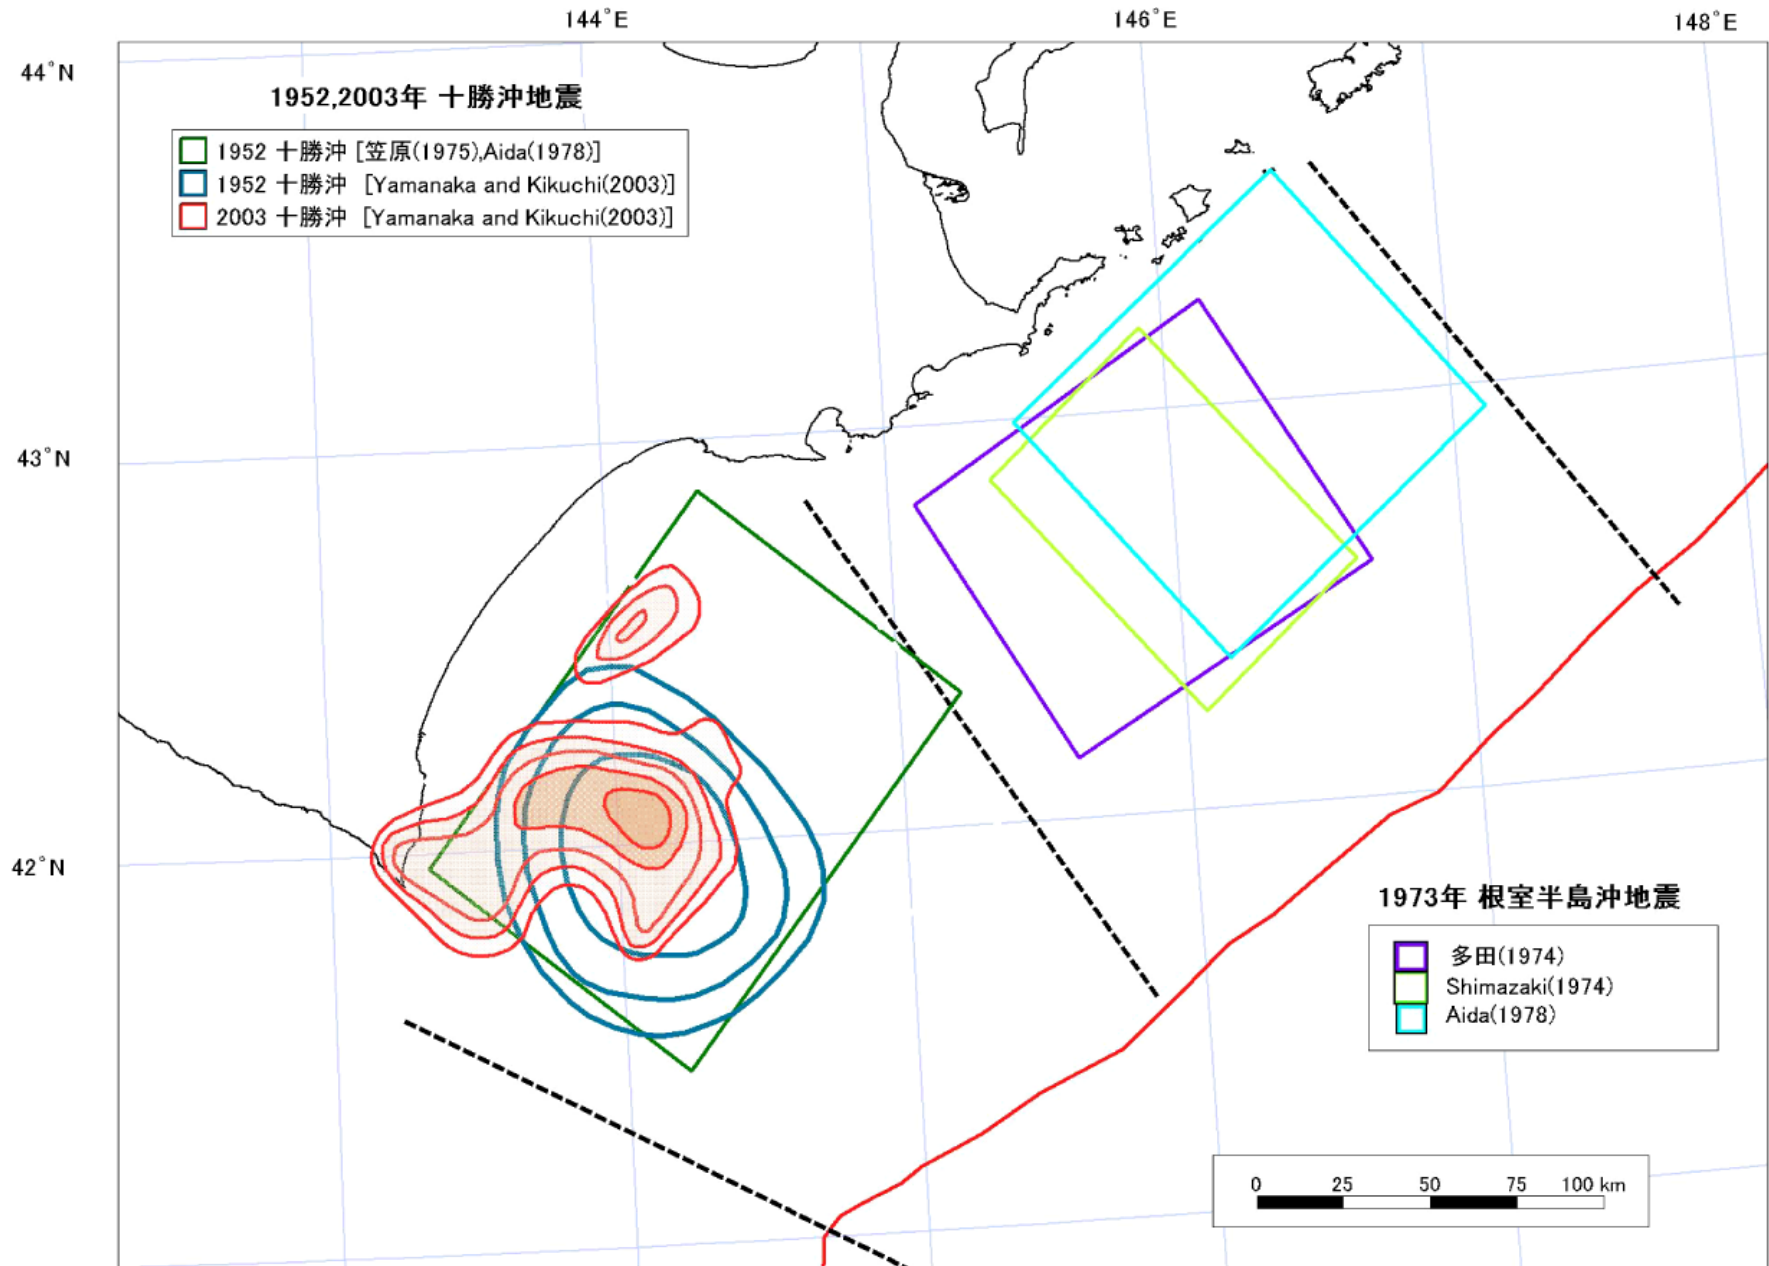 144°E
146°E
148°E
44°N
1952,2003年 十勝沖地震
1952 十勝沖 [笠原(1975),Aida(1978)]
1952 十勝沖 [Yamanaka and Kikuchi(2003)]
2003 十勝沖 [Yamanaka and Kikuchi(2003)]
43°N
42°N
1973年 根室半島沖地震
多田(1974)
Shimazaki(1974)
Aida(1978)
0 25 50 75 100 km